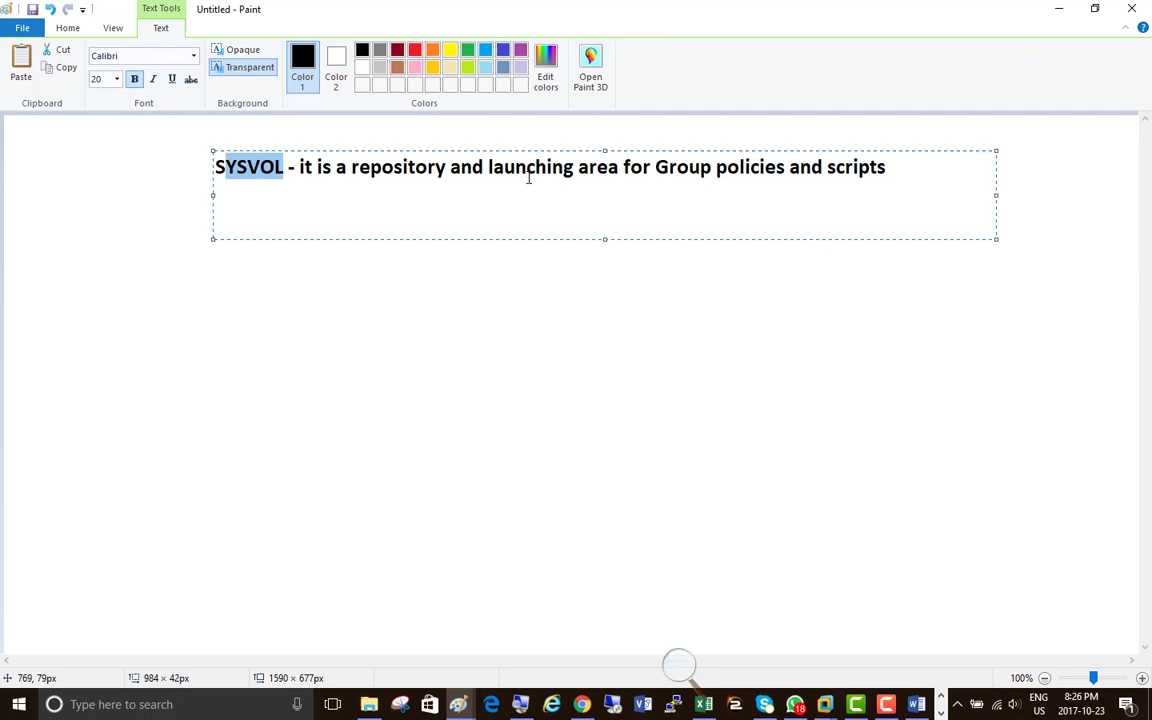 Text Tools
Untitled - Paint
File
Home
View
Text
Paste
Cut
Copy
Clipboard
Calibri
20
B I U abc
Font
Opaque
Transparent
Background
Color 1
Color 2
Edit colors
Colors
Open Paint 3D
SYSVOL - it is a repository and launching area for Group policies and scripts
769, 79px
984 × 42px
1590 × 677px
100%
Type here to search
18
ENG US
8:26 PM
2017-10-23
1